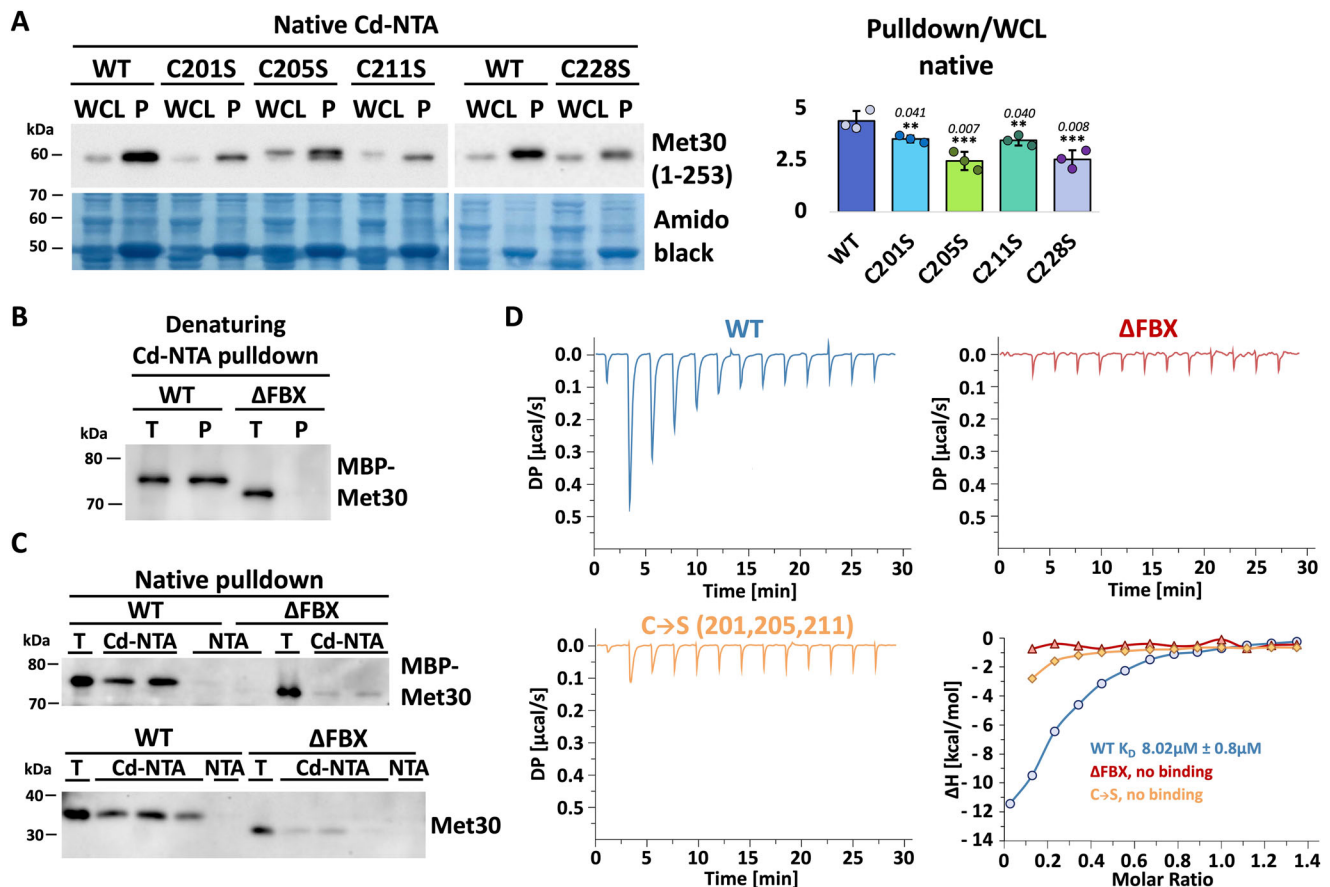 A
Native Cd-NTA
WT C201S C205S C211S WT C228S
WCL P WCL P WCL P WCL P WCL P WCL P
kDa
60
Met30
(1-253)
70
60
50
Amido
black
Pulldown/WCL
native
5
2.5
0
0.041
**
0.007
***
0.040
**
0.008
***
WT
C201S
C205S
C211S
C228S
B
Denaturing
Cd-NTA pulldown
WT ΔFBX
T P T P
kDa
80
70
MBP-
Met30
C
Native pulldown
WT ΔFBX
T Cd-NTA NTA T Cd-NTA
kDa
80
70
MBP-
Met30
WT ΔFBX
T Cd-NTA NTA T Cd-NTA NTA
kDa
40
30
Met30
D
WT
DP [µcal/s]
0.0
0.1
0.2
0.3
0.4
0.5
0 5 10 15 20 25 30
Time [min]
ΔFBX
DP [µcal/s]
0.0
0.1
0.2
0.3
0.4
0.5
0 5 10 15 20 25 30
Time [min]
C→S (201,205,211)
DP [µcal/s]
0.0
0.1
0.2
0.3
0.4
0.5
0 5 10 15 20 25 30
Time [min]
ΔH [kcal/mol]
0
-2
-4
-6
-8
-10
-12
-14
WT KD 8.02µM ± 0.8µM
ΔFBX, no binding
C→S, no binding
0.0 0.2 0.4 0.6 0.8 1.0 1.2 1.4
Molar Ratio